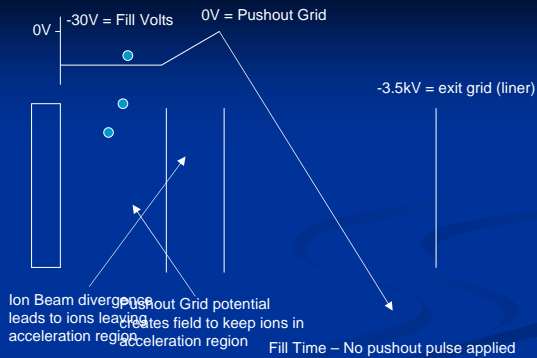 0V
-30V = Fill Volts
0V = Pushout Grid
-3.5kV = exit grid (liner)
Ion Beam divergence
leads to ions leaving
acceleration region
Pushout Grid potential
creates field to keep ions in
acceleration region
Fill Time – No pushout pulse applied